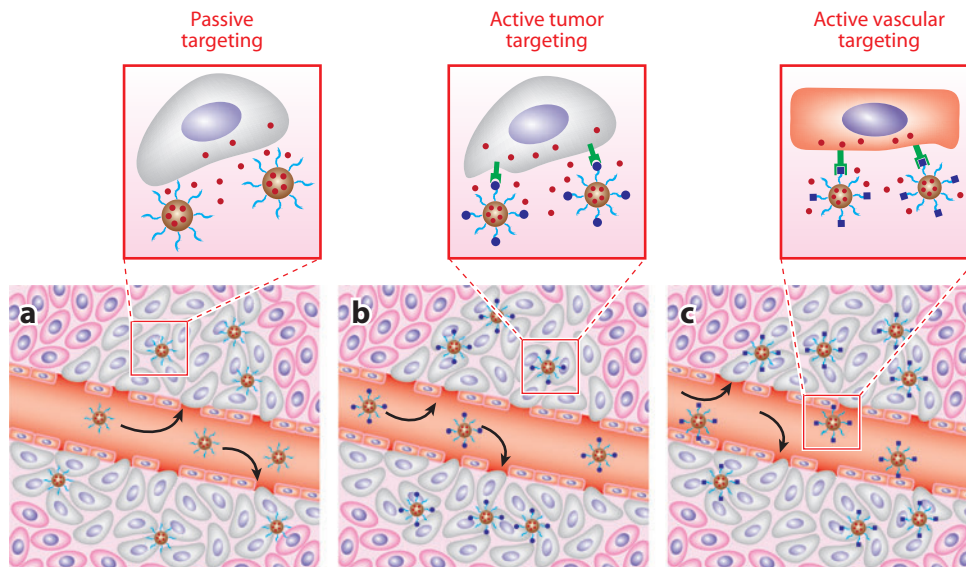 Passive
targeting
Active tumor
targeting
Active vascular
targeting
a
b
c